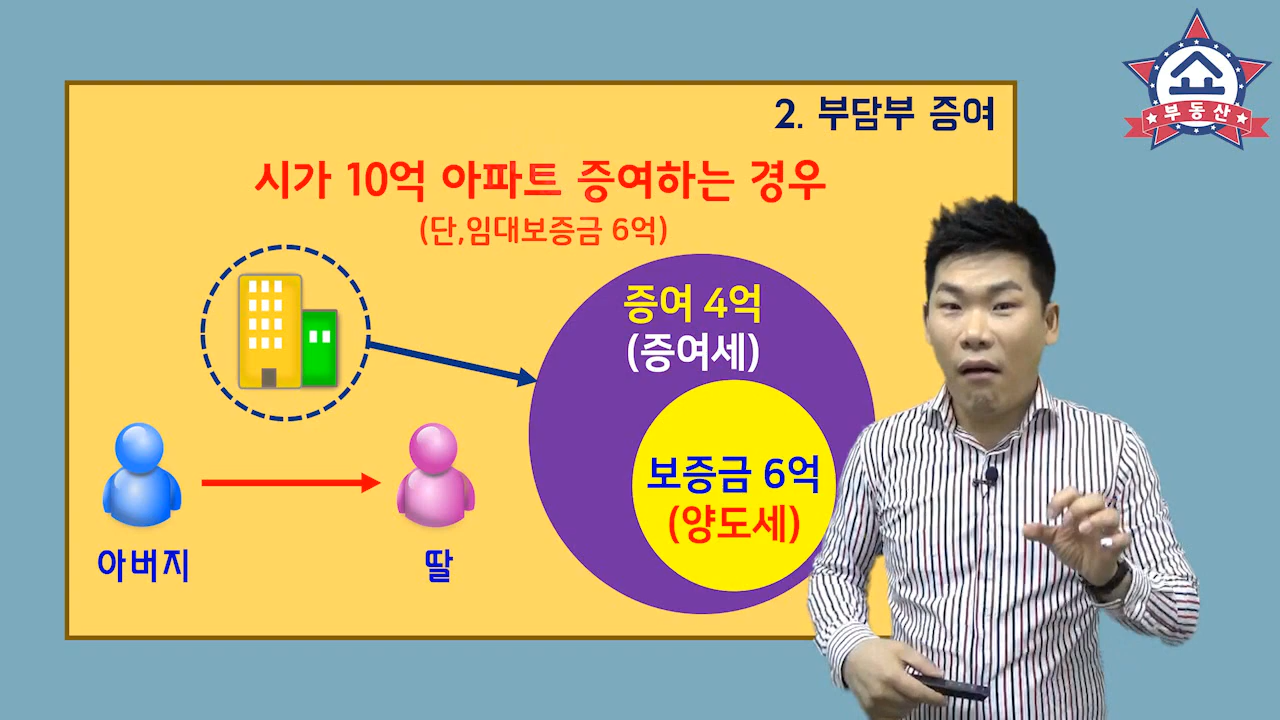 2. 부담부 증여
시가 10억 아파트 증여하는 경우
(단,임대보증금 6억)
증여 4억
(증여세)
보증금 6억
(양도세)
아버지
딸
쇼
부동산